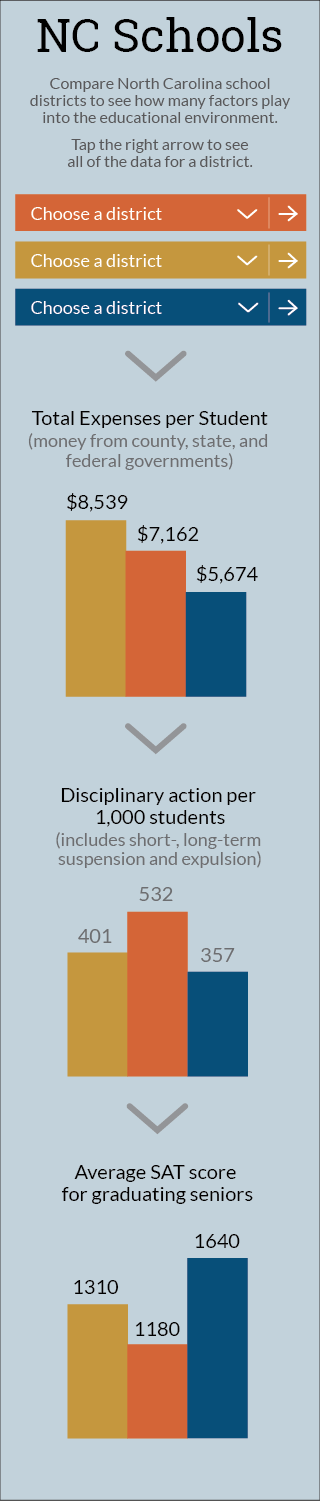 NC Schools
Compare North Carolina school
districts to see how many factors play
into the educational environment.
Tap the right arrow to see
all of the data for a district.
Choose a district
Choose a district
Choose a district
Total Expenses per Student
(money from county, state, and
federal governments)
$8,539
$7,162
$5,674
Disciplinary action per
1,000 students
(includes short-, long-term
suspension and expulsion)
532
401
357
Average SAT score
for graduating seniors
1640
1310
1180